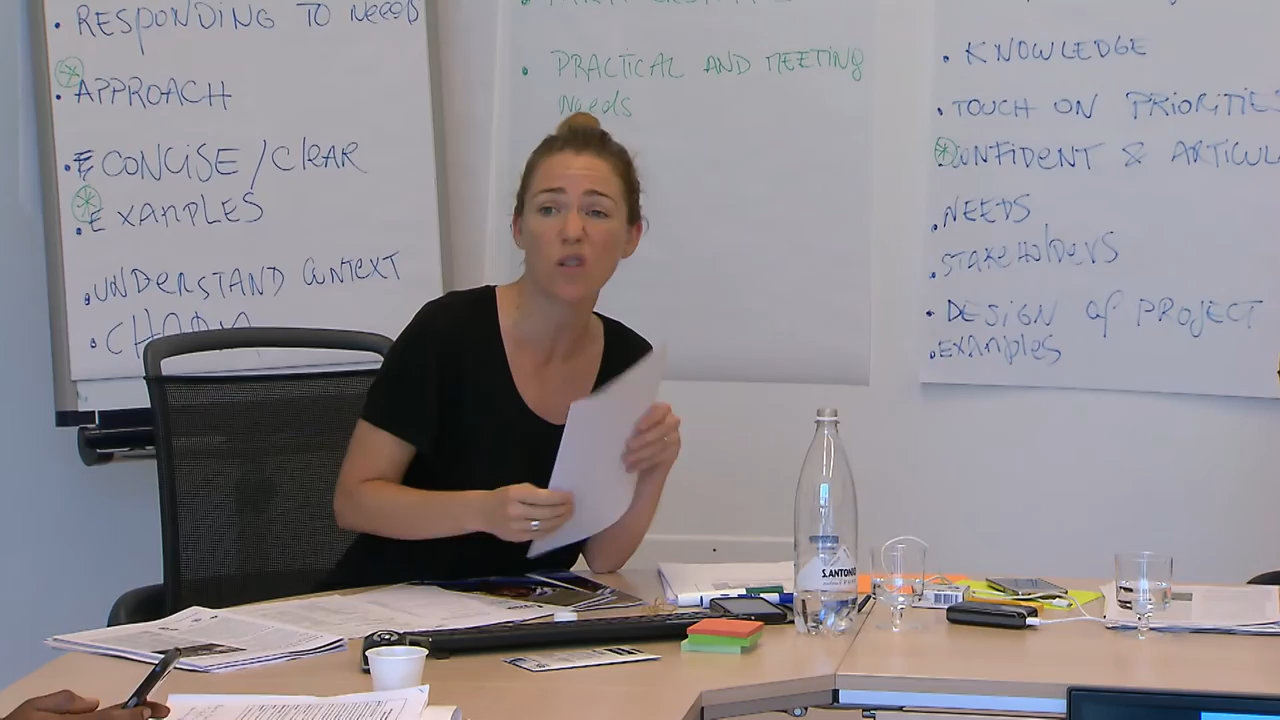 • RESPONDING TO NEEDS
• APPROACH
• CONCISE / CLEAR
• EXAMPLES
• UNDERSTAND CONTEXT
• PRACTICAL AND MEETING
Needs
• KNOWLEDGE
• TOUCH ON PRIORITIE
CONFIDENT & ARTICUL
• NEEDS
• STAKEHOLDERS
• DESIGN of PROJECT
• EXAMPLES
S.ANTONIO